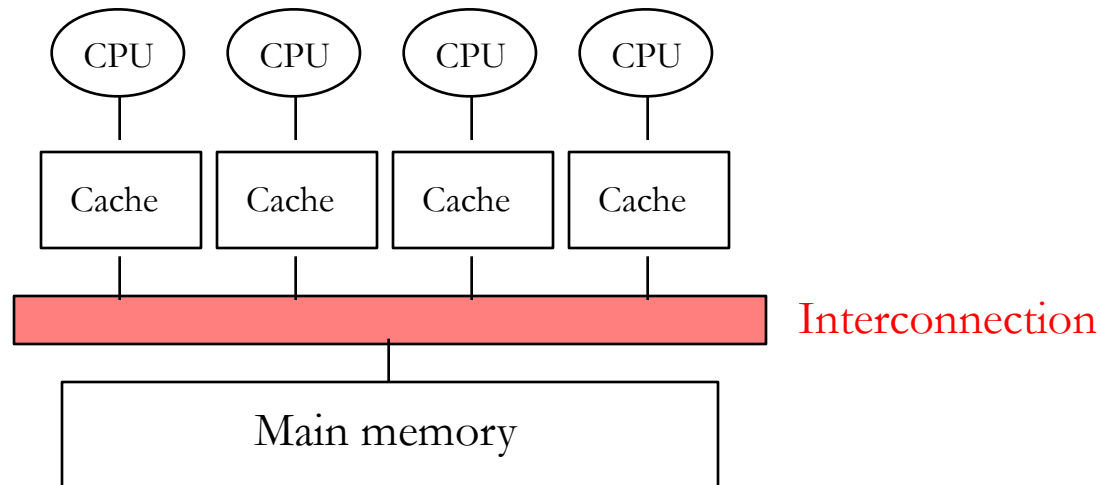 CPU CPU CPU CPU
Cache Cache Cache Cache
Interconnection
Main memory